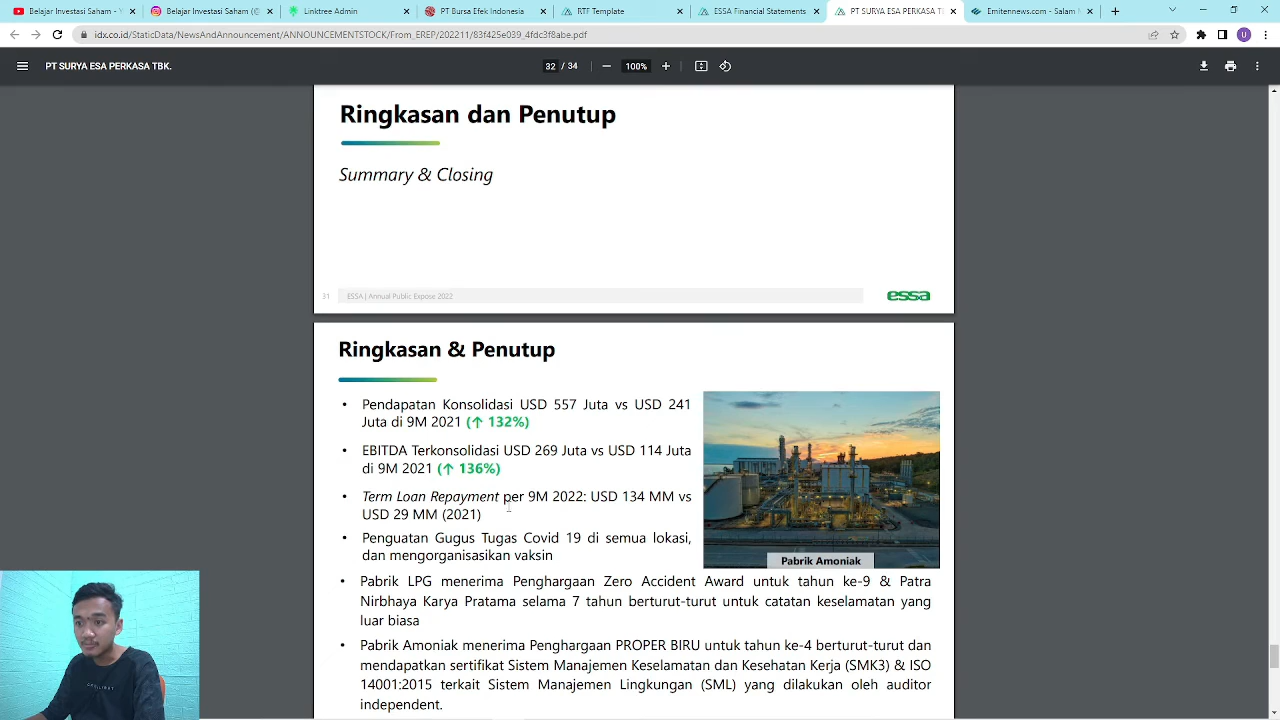 Belajar Investasi Saham - Y
Belajar Investasi Saham (@
Linktree Admin
PT Bursa Efek Indonesia
RTF Template
ESSA Financial Statements
PT SURYA ESA PERKASA T
Emitennews.com - Salam N
idx.co.id/StaticData/NewsAndAnnouncement/ANNOUNCEMENTSTOCK/From_EREP/202211/83f425e039_4fdc3f8abe.pdf
U
PT SURYA ESA PERKASA TBK.
32 / 34
100%
Ringkasan dan Penutup
Summary & Closing
31
ESSA | Annual Public Expose 2022
essa
Ringkasan & Penutup
• Pendapatan Konsolidasi USD 557 Juta vs USD 241
Juta di 9M 2021 (↑ 132%)
• EBITDA Terkonsolidasi USD 269 Juta vs USD 114 Juta
di 9M 2021 (↑ 136%)
• Term Loan Repayment per 9M 2022: USD 134 MM vs
USD 29 MM (2021)
• Penguatan Gugus Tugas Covid 19 di semua lokasi,
dan mengorganisasikan vaksin
Pabrik Amoniak
• Pabrik LPG menerima Penghargaan Zero Accident Award untuk tahun ke-9 & Patra
Nirbhaya Karya Pratama selama 7 tahun berturut-turut untuk catatan keselamatan yang
luar biasa
• Pabrik Amoniak menerima Penghargaan PROPER BIRU untuk tahun ke-4 berturut-turut dan
mendapatkan sertifikat Sistem Manajemen Keselamatan dan Kesehatan Kerja (SMK3) & ISO
14001:2015 terkait Sistem Manajemen Lingkungan (SML) yang dilakukan oleh auditor
independent.